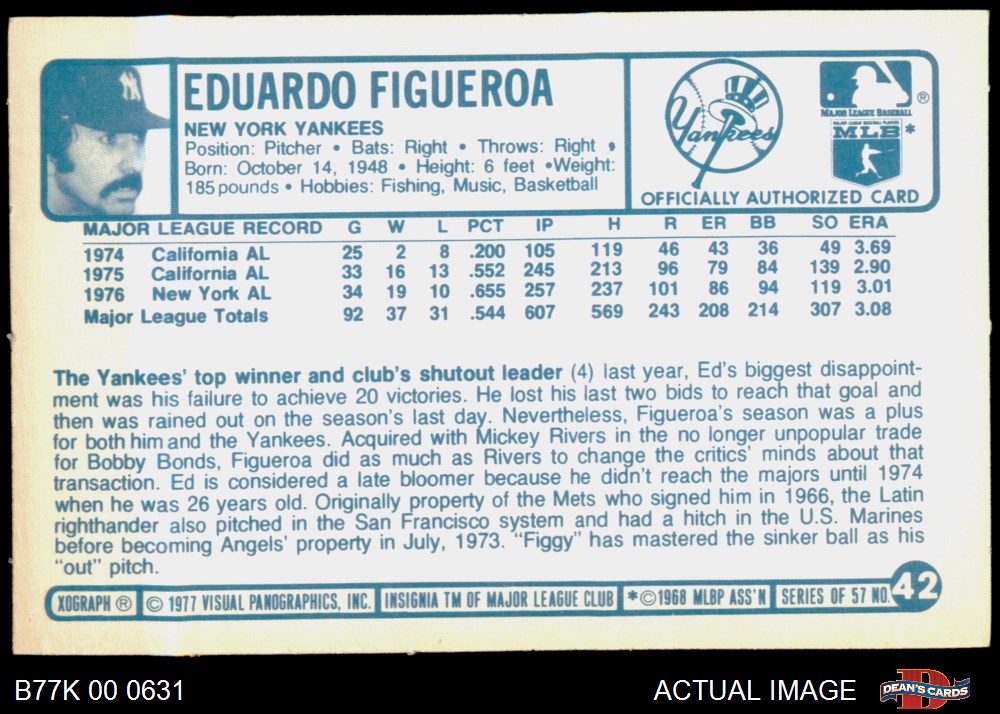 EDUARDO FIGUEROA
NEW YORK YANKEES
Position: Pitcher • Bats: Right • Throws: Right •
Born: October 14, 1948 • Height: 6 feet •Weight:
185 pounds • Hobbies: Fishing, Music, Basketball
NY
Yankees
MAJOR LEAGUE BASEBALL ®
MAJOR LEAGUE BASEBALL PLAYERS
MLB *
OFFICIALLY AUTHORIZED CARD
MAJOR LEAGUE RECORD G W L PCT IP H R ER BB SO ERA
1974 California AL 25 2 8 .200 105 119 46 43 36 49 3.69
1975 California AL 33 16 13 .552 245 213 96 79 84 139 2.90
1976 New York AL 34 19 10 .655 257 237 101 86 94 119 3.01
Major League Totals 92 37 31 .544 607 569 243 208 214 307 3.08
The Yankees' top winner and club's shutout leader (4) last year, Ed's biggest disappoint-
ment was his failure to achieve 20 victories. He lost his last two bids to reach that goal and
then was rained out on the season's last day. Nevertheless, Figueroa's season was a plus
for both him and the Yankees. Acquired with Mickey Rivers in the no longer unpopular trade
for Bobby Bonds, Figueroa did as much as Rivers to change the critics' minds about that
transaction. Ed is considered a late bloomer because he didn't reach the majors until 1974
when he was 26 years old. Originally property of the Mets who signed him in 1966, the Latin
righthander also pitched in the San Francisco system and had a hitch in the U.S. Marines
before becoming Angels' property in July, 1973. "Figgy" has mastered the sinker ball as his
"out" pitch.
XOGRAPH ® © 1977 VISUAL PANOGRAPHICS, INC. INSIGNIA TM OF MAJOR LEAGUE CLUB *©1968 MLBP ASS'N SERIES OF 57 NO. 42
B77K 00 0631
ACTUAL IMAGE
D
DEAN'S CARDS